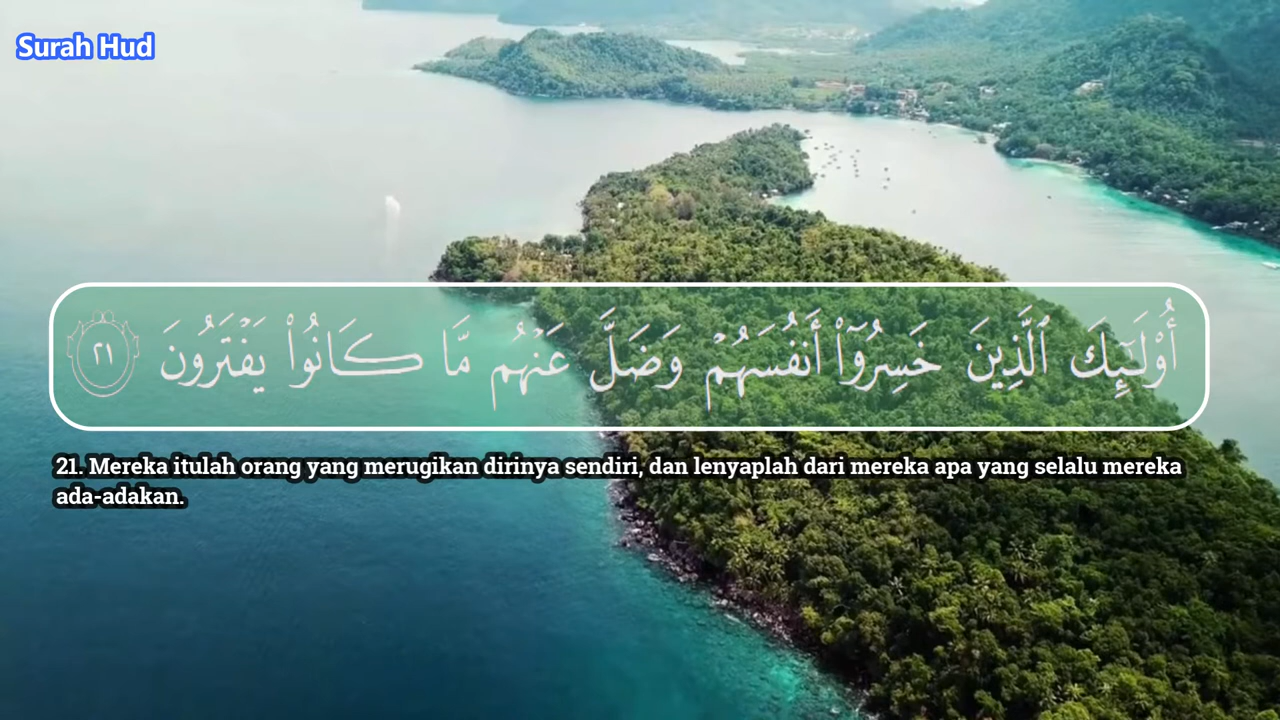 Surah Hud
أُو۟لَـٰٓئِكَ ٱلَّذِينَ خَسِرُوٓا۟ أَنفُسَهُمْ وَضَلَّ عَنْهُم مَّا كَانُوا۟ يَفْتَرُونَ ٢١
21. Mereka itulah orang yang merugikan dirinya sendiri, dan lenyaplah dari mereka apa yang selalu mereka
ada-adakan.